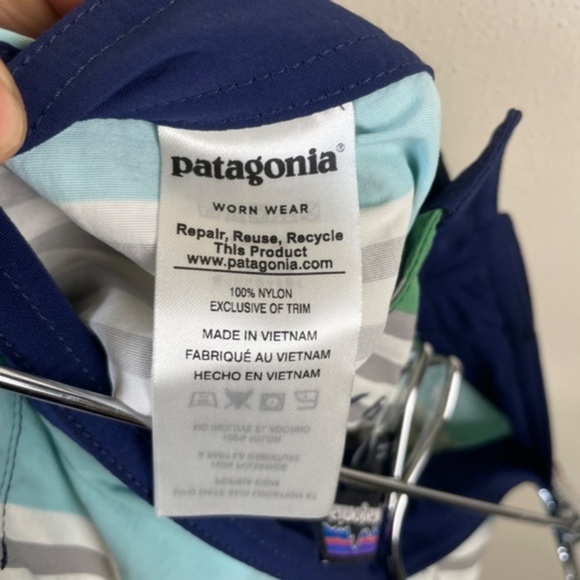 patagonia®
WORN WEAR
Repair, Reuse, Recycle
This Product
www.patagonia.com
100% NYLON
EXCLUSIVE OF TRIM
MADE IN VIETNAM
FABRIQUÉ AU VIETNAM
HECHO EN VIETNAM